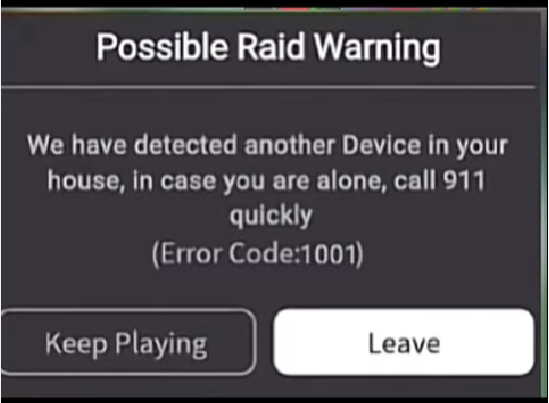 Possible Raid Warning
We have detected another Device in your
house, in case you are alone, call 911
quickly
(Error Code:1001)
Keep Playing
Leave